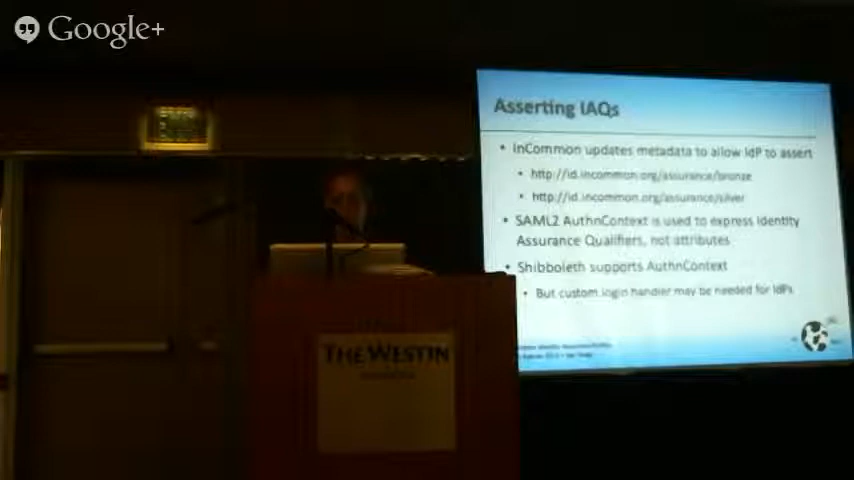 Google+
Asserting IAQs
• InCommon updates metadata to allow IdP to assert
• http://id.incommon.org/assurance/bronze
• http://id.incommon.org/assurance/silver
• SAML2 AuthnContext is used to express Identity
Assurance Qualifiers, not attributes
• Shibboleth supports AuthnContext
• But custom login handler may be needed for IdPs
THE WESTIN